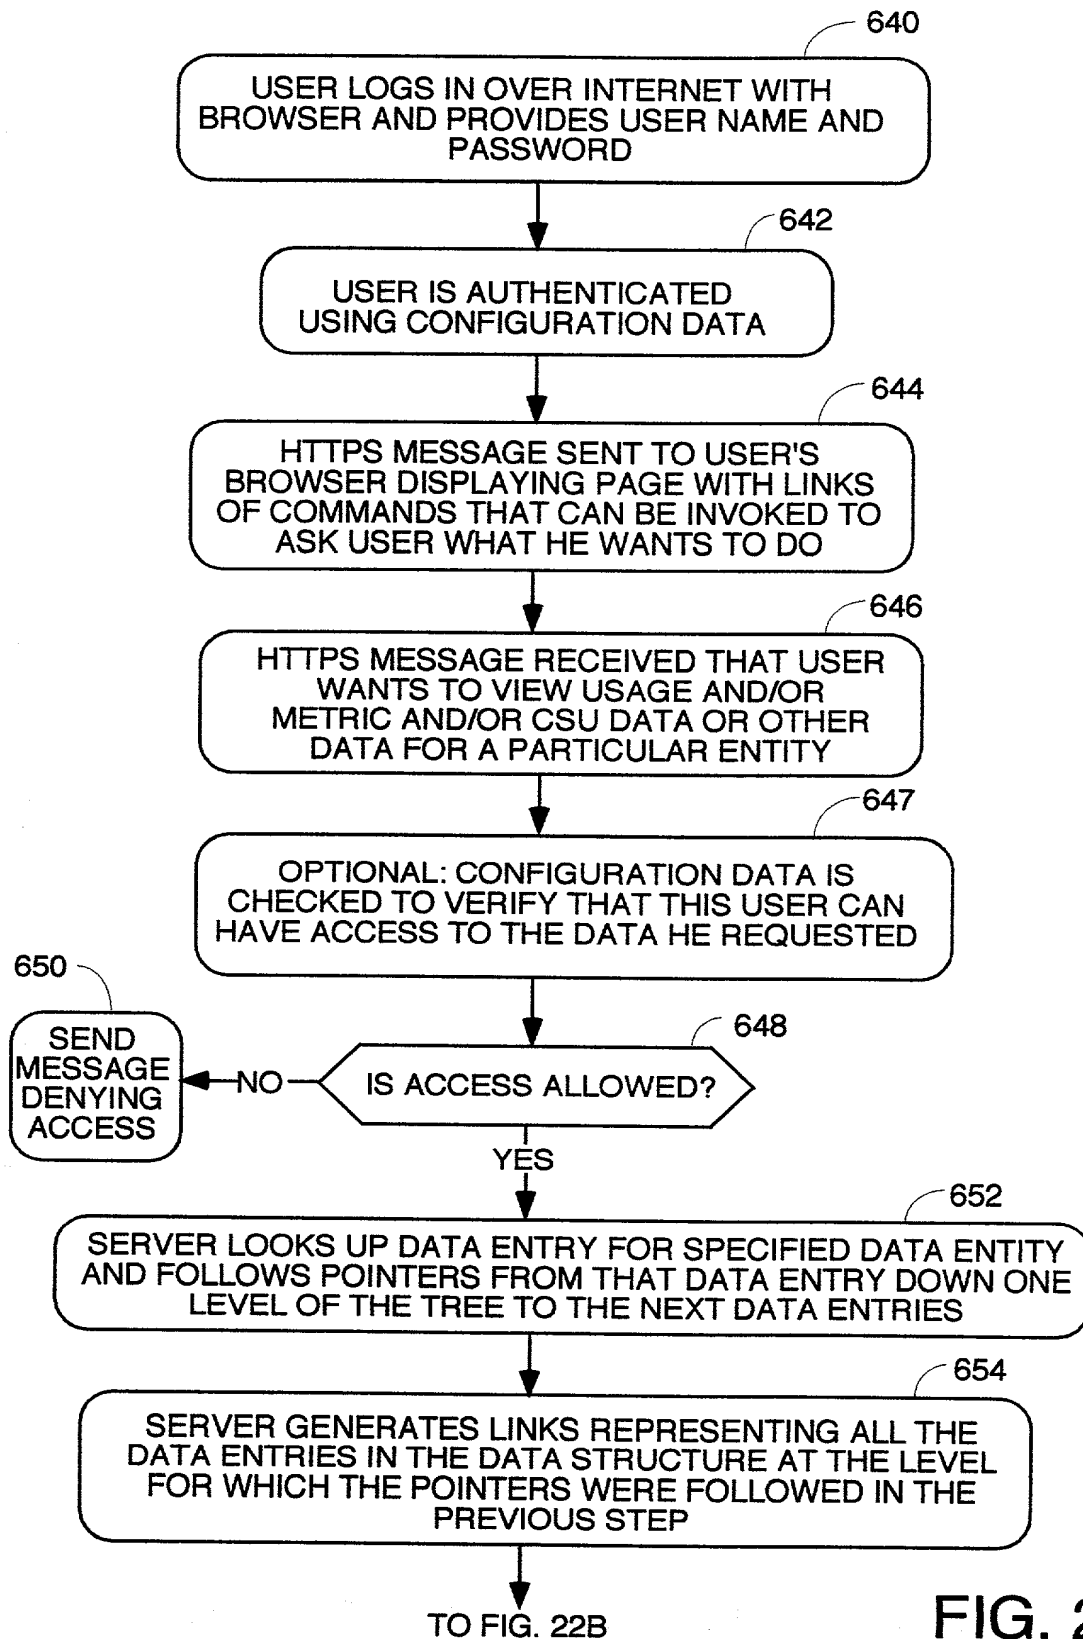 640
USER LOGS IN OVER INTERNET WITH
BROWSER AND PROVIDES USER NAME AND
PASSWORD
642
USER IS AUTHENTICATED
USING CONFIGURATION DATA
644
HTTPS MESSAGE SENT TO USER'S
BROWSER DISPLAYING PAGE WITH LINKS
OF COMMANDS THAT CAN BE INVOKED TO
ASK USER WHAT HE WANTS TO DO
646
HTTPS MESSAGE RECEIVED THAT USER
WANTS TO VIEW USAGE AND/OR
METRIC AND/OR CSU DATA OR OTHER
DATA FOR A PARTICULAR ENTITY
647
OPTIONAL: CONFIGURATION DATA IS
CHECKED TO VERIFY THAT THIS USER CAN
HAVE ACCESS TO THE DATA HE REQUESTED
650
SEND
MESSAGE
DENYING
ACCESS
NO
648
IS ACCESS ALLOWED?
YES
652
SERVER LOOKS UP DATA ENTRY FOR SPECIFIED DATA ENTITY
AND FOLLOWS POINTERS FROM THAT DATA ENTRY DOWN ONE
LEVEL OF THE TREE TO THE NEXT DATA ENTRIES
654
SERVER GENERATES LINKS REPRESENTING ALL THE
DATA ENTRIES IN THE DATA STRUCTURE AT THE LEVEL
FOR WHICH THE POINTERS WERE FOLLOWED IN THE
PREVIOUS STEP
TO FIG. 22B
FIG.